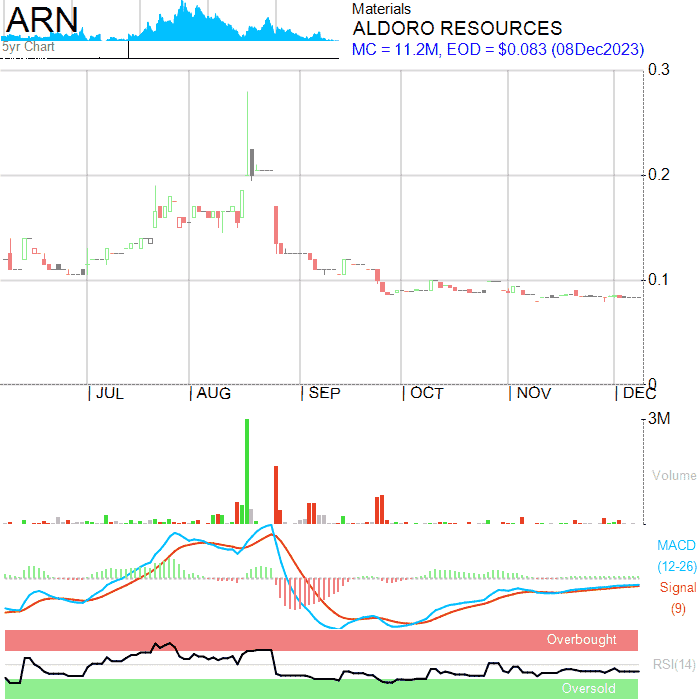 ARN
5yr Chart
Materials
ALDORO RESOURCES
MC = 11.2M, EOD = $0.083 (08Dec2023)
0.3
0.2
0.1
0
JUL AUG SEP OCT NOV DEC
3M
Volume
MACD
(12-26)
Signal
(9)
Overbought
RSI(14)
Oversold